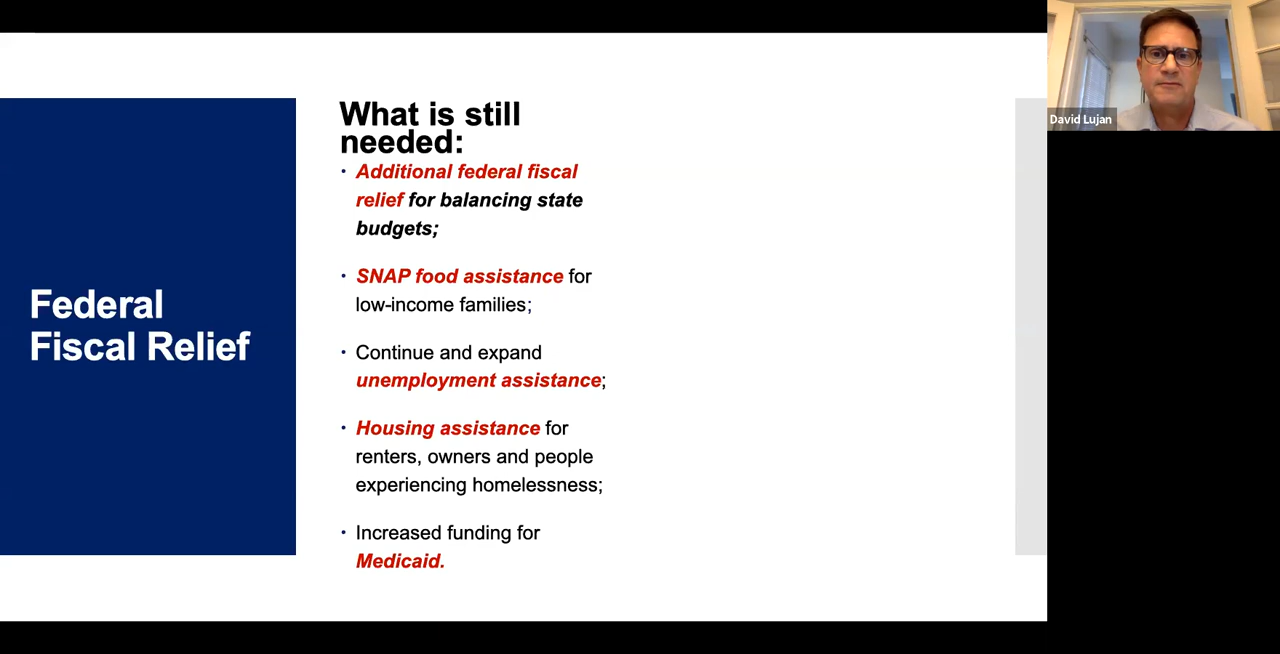 Federal
Fiscal Relief
What is still
needed:
• Additional federal fiscal
relief for balancing state
budgets;
• SNAP food assistance for
low-income families;
• Continue and expand
unemployment assistance;
• Housing assistance for
renters, owners and people
experiencing homelessness;
• Increased funding for
Medicaid.
David Lujan